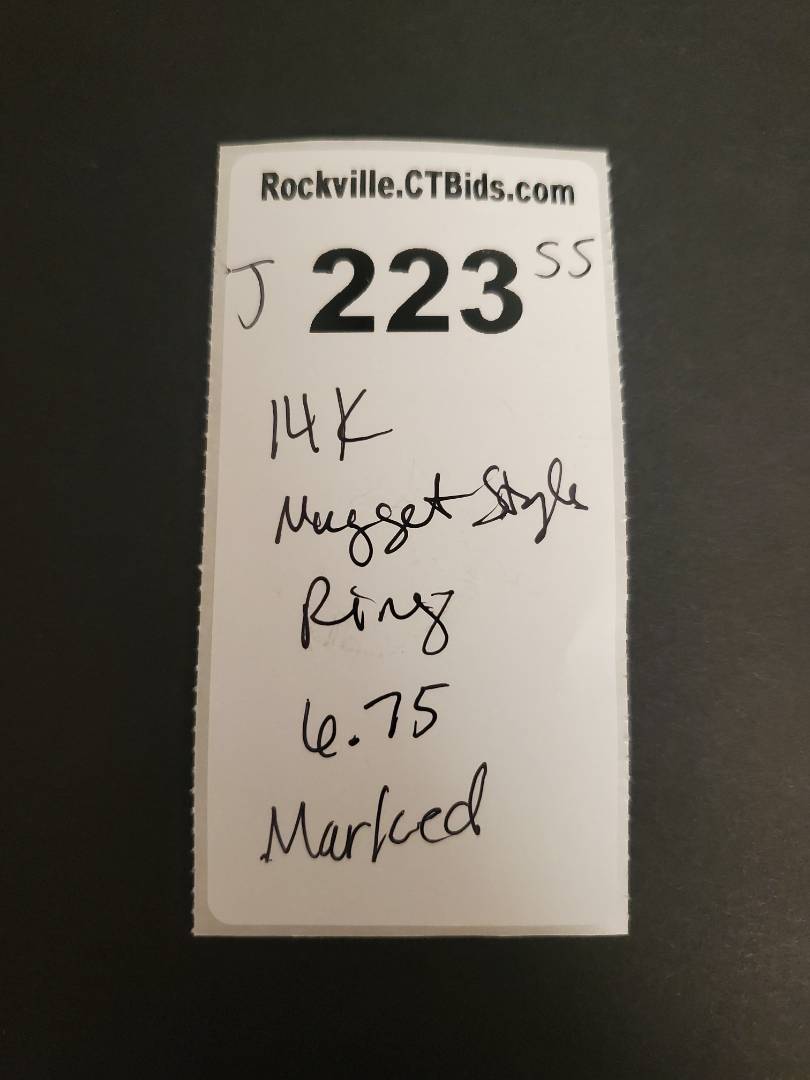 Rockville.CTBids.com
J 223 SS
14K
Nugget Style
Ring
6.75
Marked